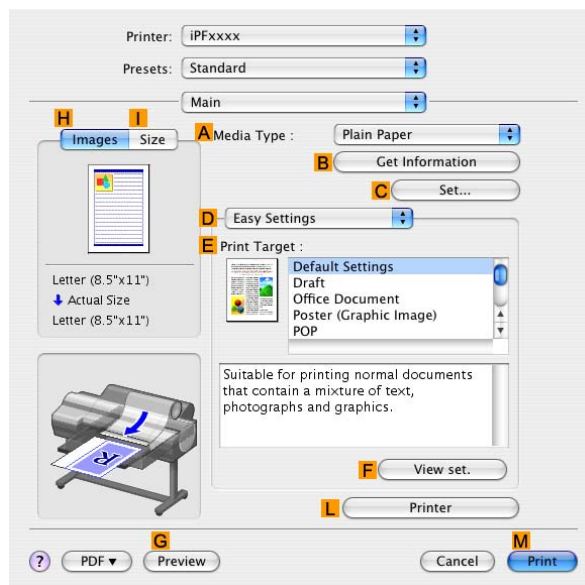 Printer: iPFxxxx
Presets: Standard
Main
H I
Images Size
A Media Type : Plain Paper
B Get Information
C Set...
D Easy Settings
E Print Target :
Default Settings
Draft
Office Document
Poster (Graphic Image)
POP
Letter (8.5"x11")
Actual Size
Letter (8.5"x11")
Suitable for printing normal documents
that contain a mixture of text,
photographs and graphics.
R
F View set.
L Printer
G M
? PDF▼ Preview Cancel Print